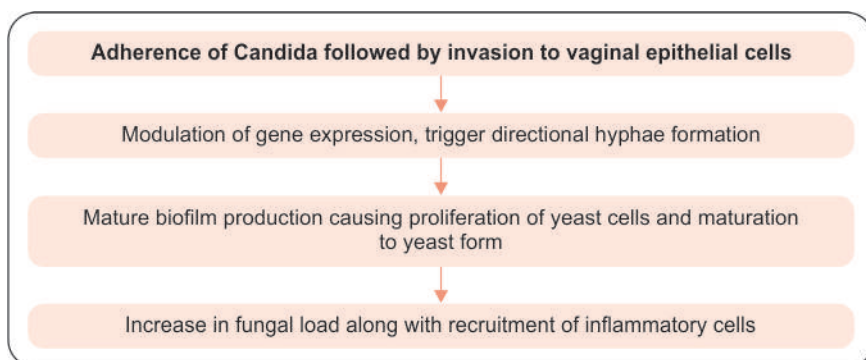 Adherence of Candida followed by invasion to vaginal epithelial cells
Modulation of gene expression, trigger directional hyphae formation
Mature biofilm production causing proliferation of yeast cells and maturation
to yeast form
Increase in fungal load along with recruitment of inflammatory cells